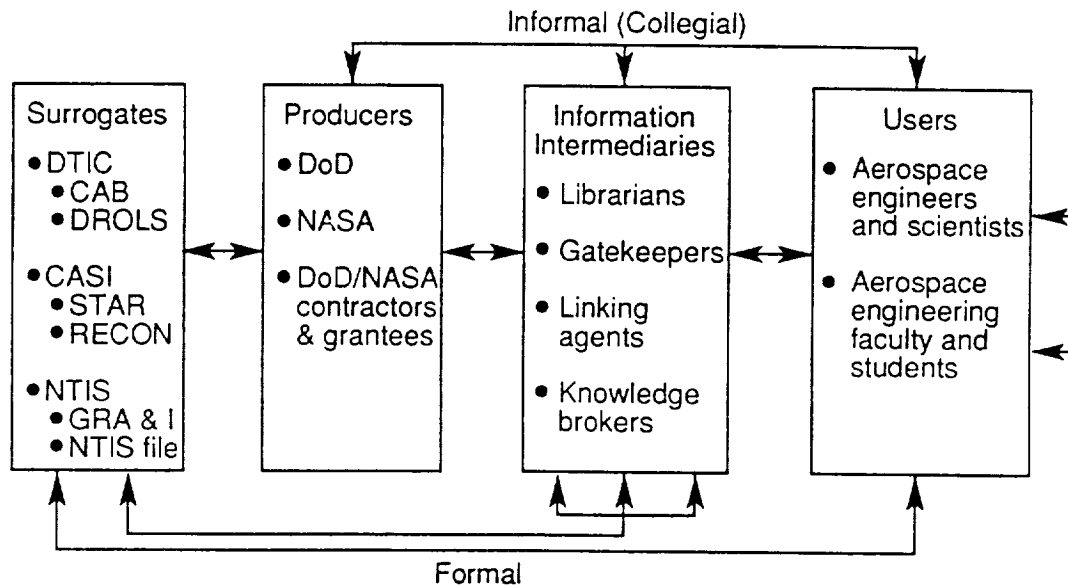 Informal (Collegial)
Surrogates
● DTIC
● CAB
● DROLS
● CASI
● STAR
● RECON
● NTIS
● GRA & I
● NTIS file
Producers
● DoD
● NASA
● DoD/NASA
contractors
& grantees
Information
Intermediaries
● Librarians
● Gatekeepers
● Linking
agents
● Knowledge
brokers
Users
● Aerospace
engineers
and scientists
● Aerospace
engineering
faculty and
students
Formal